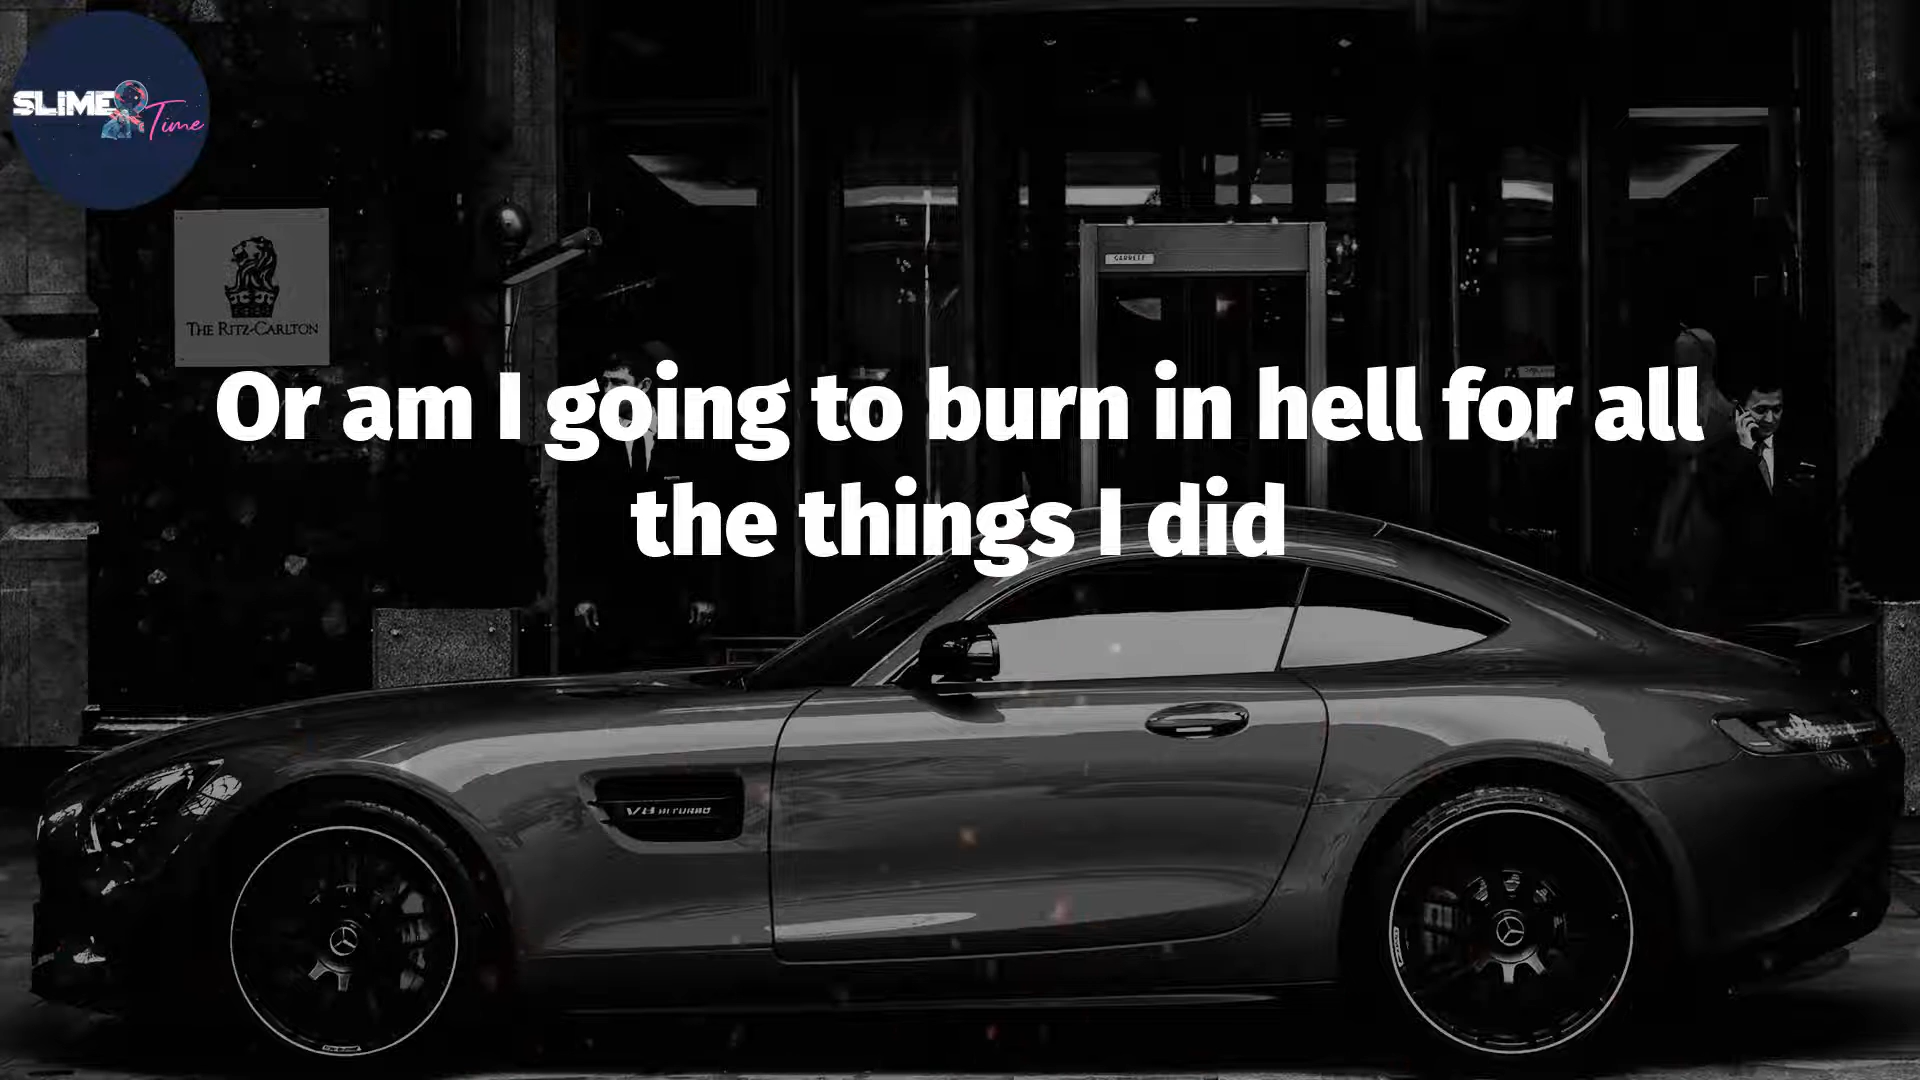 SLIME
Time
THE RITZ-CARLTON
GARRETT
Or am I going to burn in hell for all
the things I did
V8 BITURBO